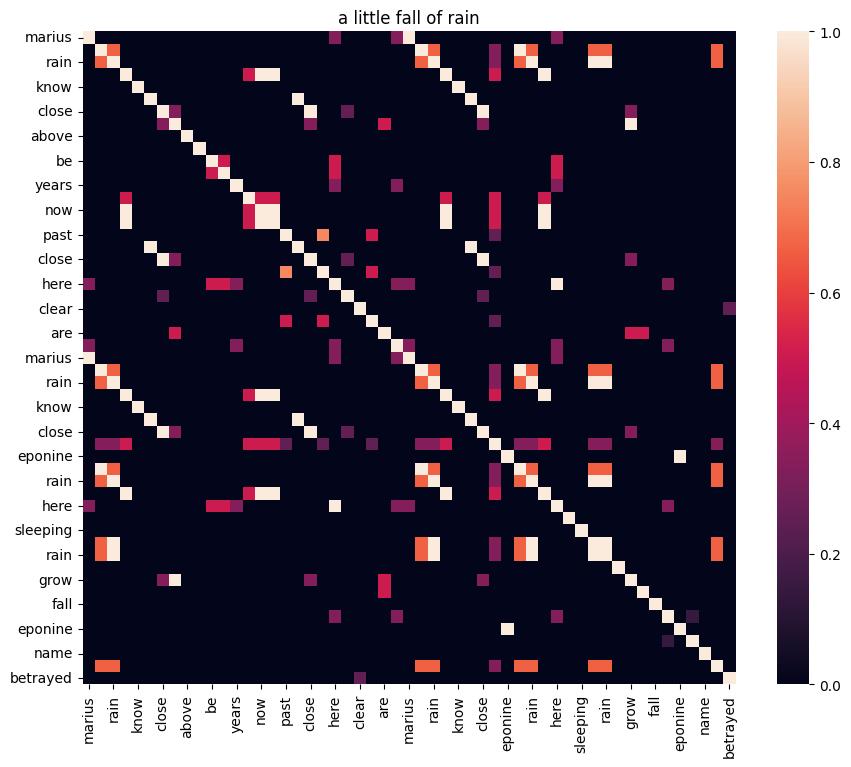 a little fall of rain
marius
rain
know
close
above
be
years
now
past
close
here
clear
are
marius
rain
know
close
eponine
rain
here
sleeping
rain
grow
fall
eponine
name
betrayed
marius
rain
know
close
above
be
years
now
past
close
here
clear
are
marius
rain
know
close
eponine
rain
here
sleeping
rain
grow
fall
eponine
name
betrayed
1.0
0.8
0.6
0.4
0.2
0.0